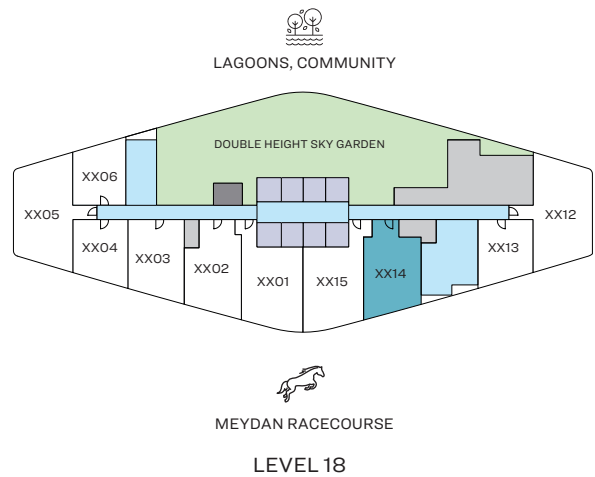 LAGOONS, COMMUNITY
DOUBLE HEIGHT SKY GARDEN
XX06
XX05
XX12
XX04
XX03
XX02
XX01
XX15
XX14
XX13
MEYDAN RACECOURSE
LEVEL 18